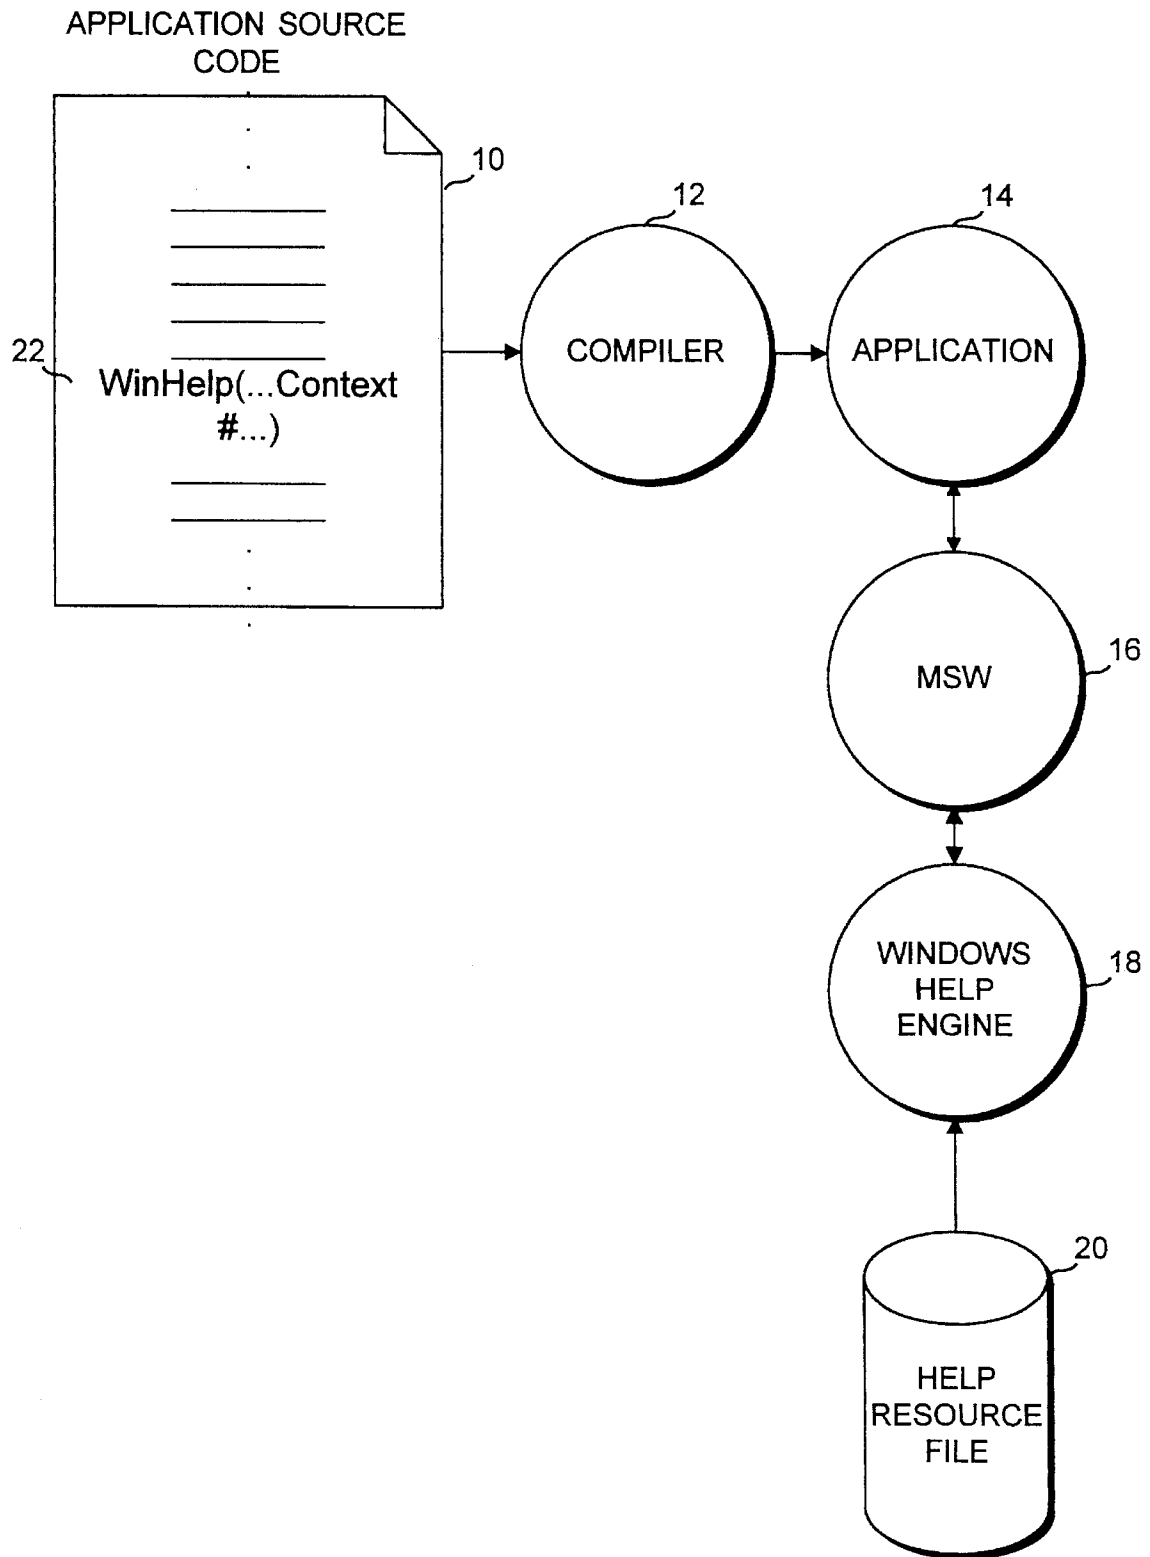 APPLICATION SOURCE
CODE
10
12
14
22
WinHelp(...Context
#...)
COMPILER
APPLICATION
16
MSW
18
WINDOWS
HELP
ENGINE
20
HELP
RESOURCE
FILE